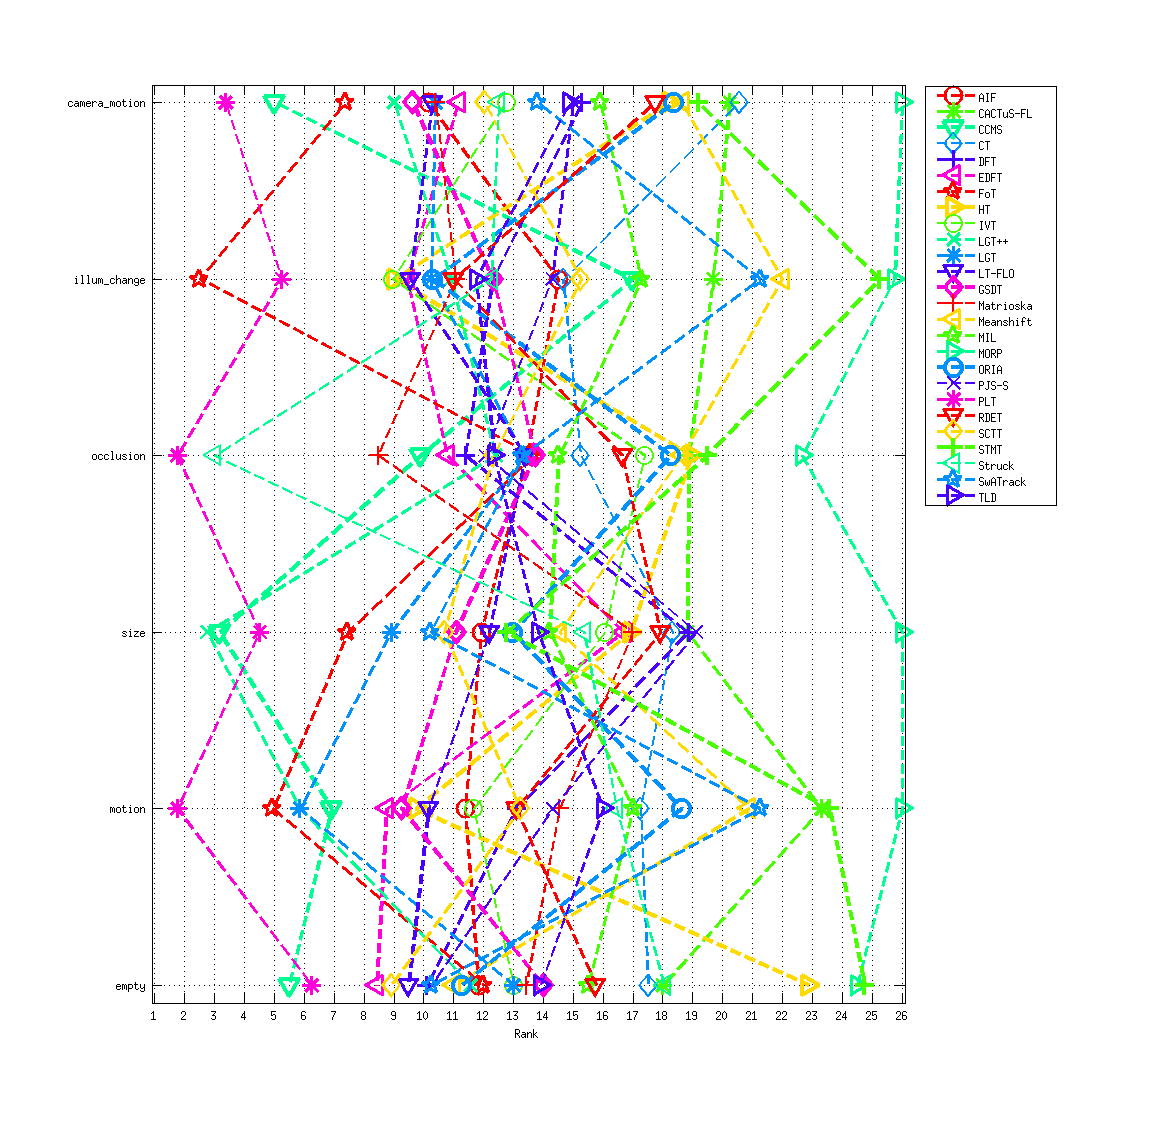 camera_motion
illum_change
occlusion
size
motion
empty
1 2 3 4 5 6 7 8 9 10 11 12 13 14 15 16 17 18 19 20 21 22 23 24 25 26
Rank
AIF
CACTuS-FL
CCMS
CT
DFT
EDFT
FoT
HT
IVT
LGT++
LGT
LT-FLO
GSDT
Matrioska
Meanshift
MIL
MORP
ORIA
PJS-S
PLT
RDET
SCTT
STMT
Struck
SwATrack
TLD